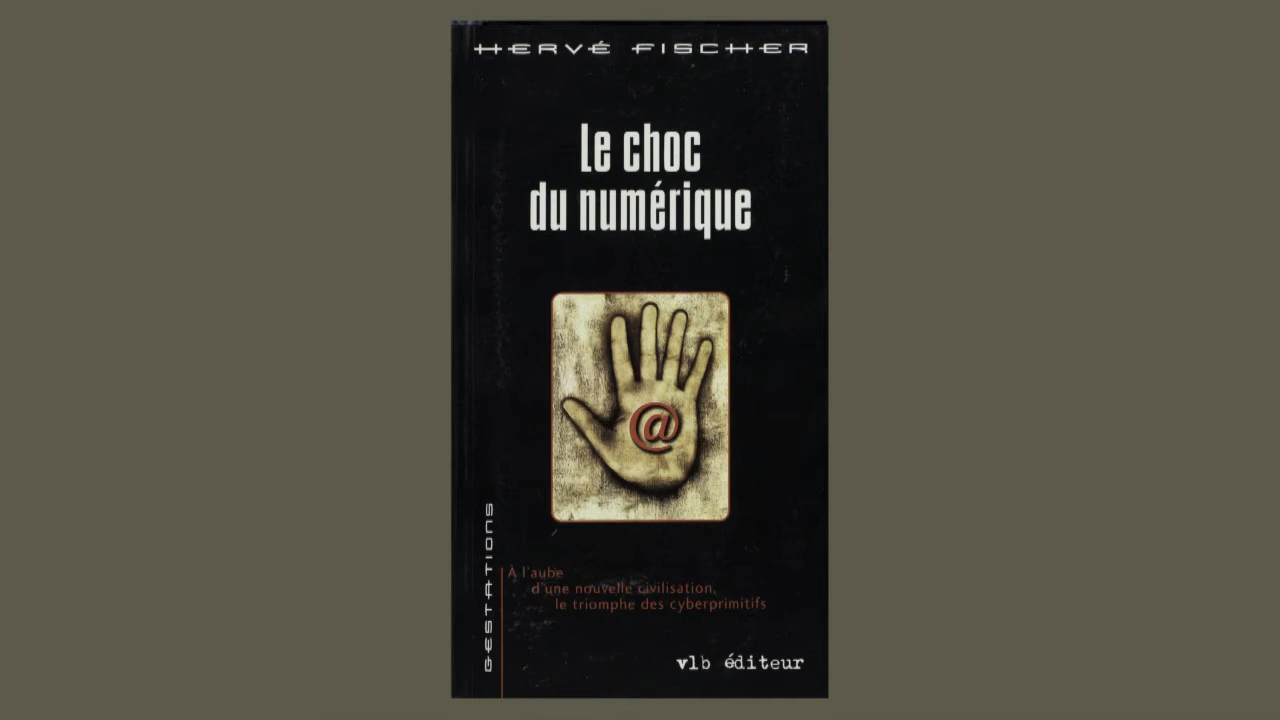 HERVÉ FISCHER
Le choc
du numérique
@
GESTATIONS
À l'aube
d'une nouvelle civilisation,
le triomphe des cyberprimitifs
vlb éditeur